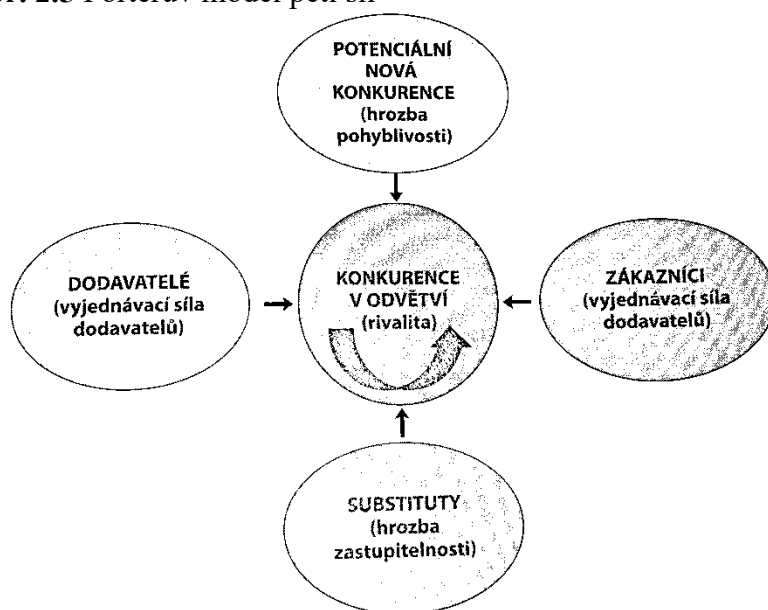 2.3 Porterův model pěti sil
POTENCIÁLNÍ
NOVÁ
KONKURENCE
(hrozba
pohyblivosti)
DODAVATELÉ
(vyjednávací síla
dodavatelů)
KONKURENCE
V ODVĚTVÍ
(rivalita)
ZÁKAZNÍCI
(vyjednávací síla
dodavatelů)
SUBSTITUTY
(hrozba
zastupitelnosti)